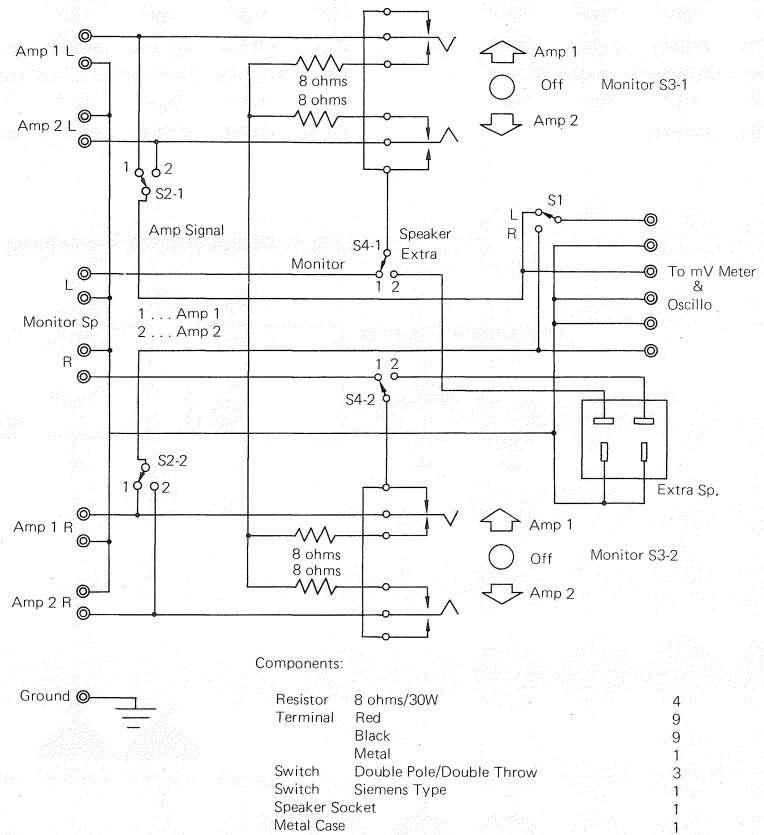 Amp 1 L
Amp 2 L
8 ohms
8 ohms
Amp 1
Off Monitor S3-1
Amp 2
1 2
S2-1
Amp Signal
S4-1
Speaker
Extra
Monitor
1 2
S1
L
R
To mV Meter
&
Oscillo
L
Monitor Sp
R
1 . . . Amp 1
2 . . . Amp 2
1 2
S4-2
Extra Sp.
S2-2
1 2
Amp 1 R
Amp 2 R
8 ohms
8 ohms
Amp 1
Off Monitor S3-2
Amp 2
Ground
Components:
Resistor 8 ohms/30W 4
Terminal Red 9
Black 9
Metal 1
Switch Double Pole/Double Throw 3
Switch Siemens Type 1
Speaker Socket 1
Metal Case 1